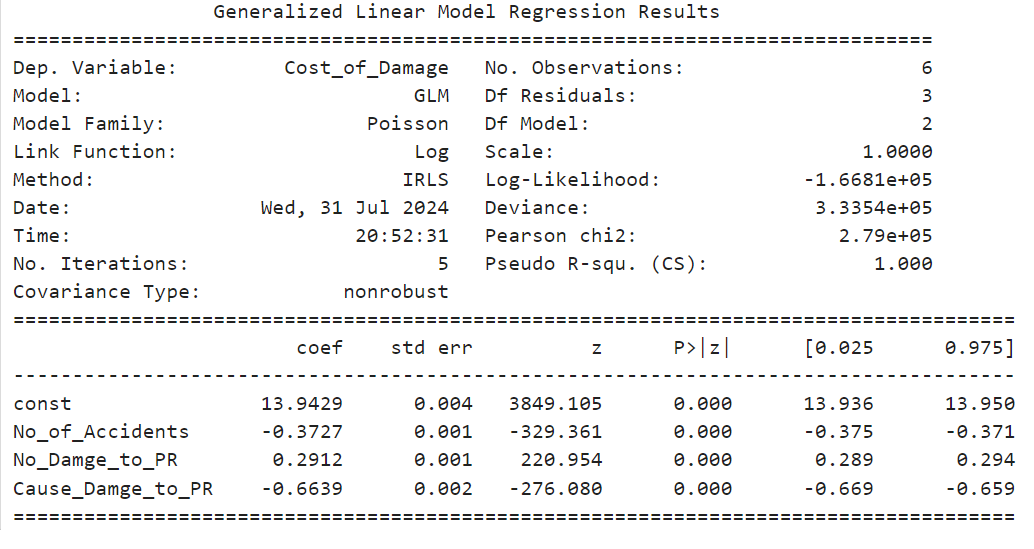 Generalized Linear Model Regression Results
==============================================================================
Dep. Variable: Cost_of_Damage No. Observations: 6
Model: GLM Df Residuals: 3
Model Family: Poisson Df Model: 2
Link Function: Log Scale: 1.0000
Method: IRLS Log-Likelihood: -1.6681e+05
Date: Wed, 31 Jul 2024 Deviance: 3.3354e+05
Time: 20:52:31 Pearson chi2: 2.79e+05
No. Iterations: 5 Pseudo R-squ. (CS): 1.000
Covariance Type: nonrobust
=====================================================================================
coef std err z P>|z| [0.025 0.975]
-------------------------------------------------------------------------------------
const 13.9429 0.004 3849.105 0.000 13.936 13.950
No_of_Accidents -0.3727 0.001 -329.361 0.000 -0.375 -0.371
No_Damge_to_PR 0.2912 0.001 220.954 0.000 0.289 0.294
Cause_Damge_to_PR -0.6639 0.002 -276.080 0.000 -0.669 -0.659
=====================================================================================